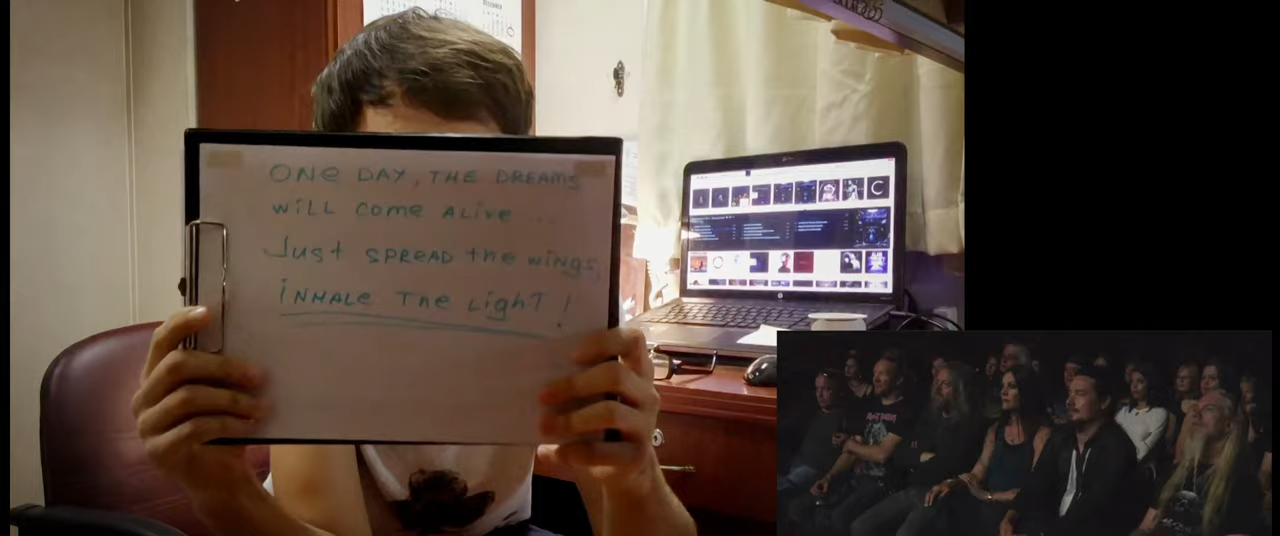 ONE DAY, THE DREAMS
WILL COME ALIVE ...
Just SPREAD the WINGS,
INHALE The LighT!